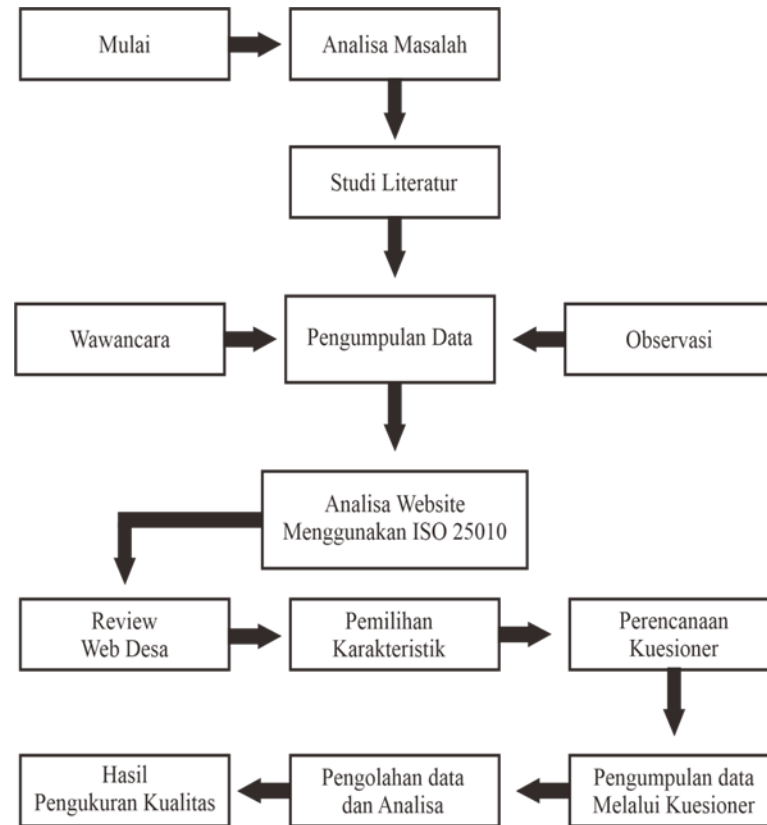 Mulai
Analisa Masalah
Studi Literatur
Wawancara
Pengumpulan Data
Observasi
Analisa Website
Menggunakan ISO 25010
Review
Web Desa
Pemilihan
Karakteristik
Perencanaan
Kuesioner
Hasil
Pengukuran Kualitas
Pengolahan data
dan Analisa
Pengumpulan data
Melalui Kuesioner